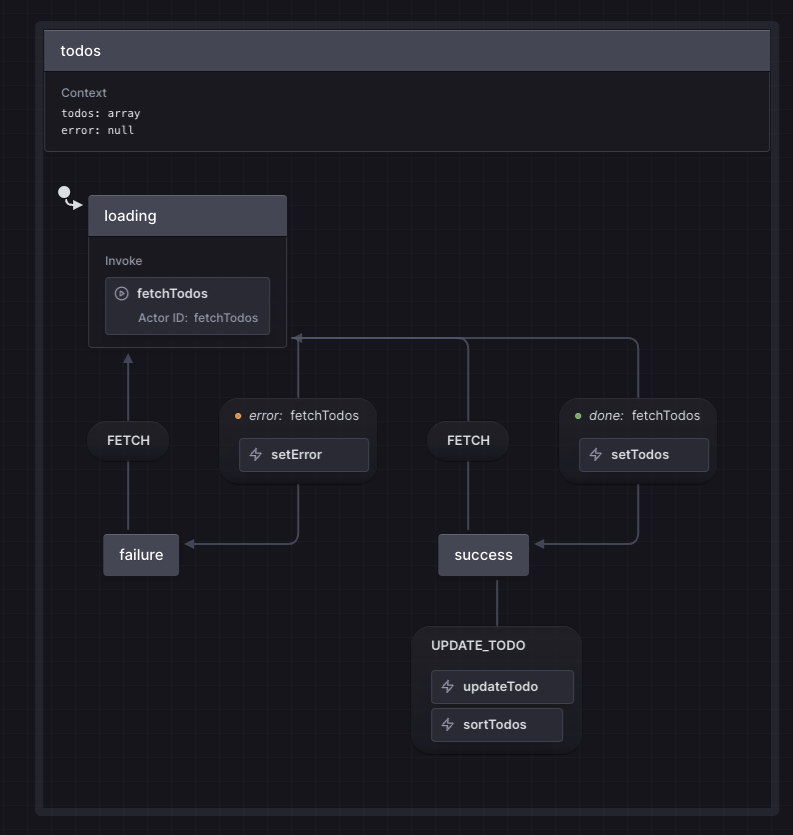 todos
Context
todos: array
error: null
loading
Invoke
fetchTodos
Actor ID: fetchTodos
FETCH
error: fetchTodos
setError
FETCH
done: fetchTodos
setTodos
failure
success
UPDATE_TODO
updateTodo
sortTodos